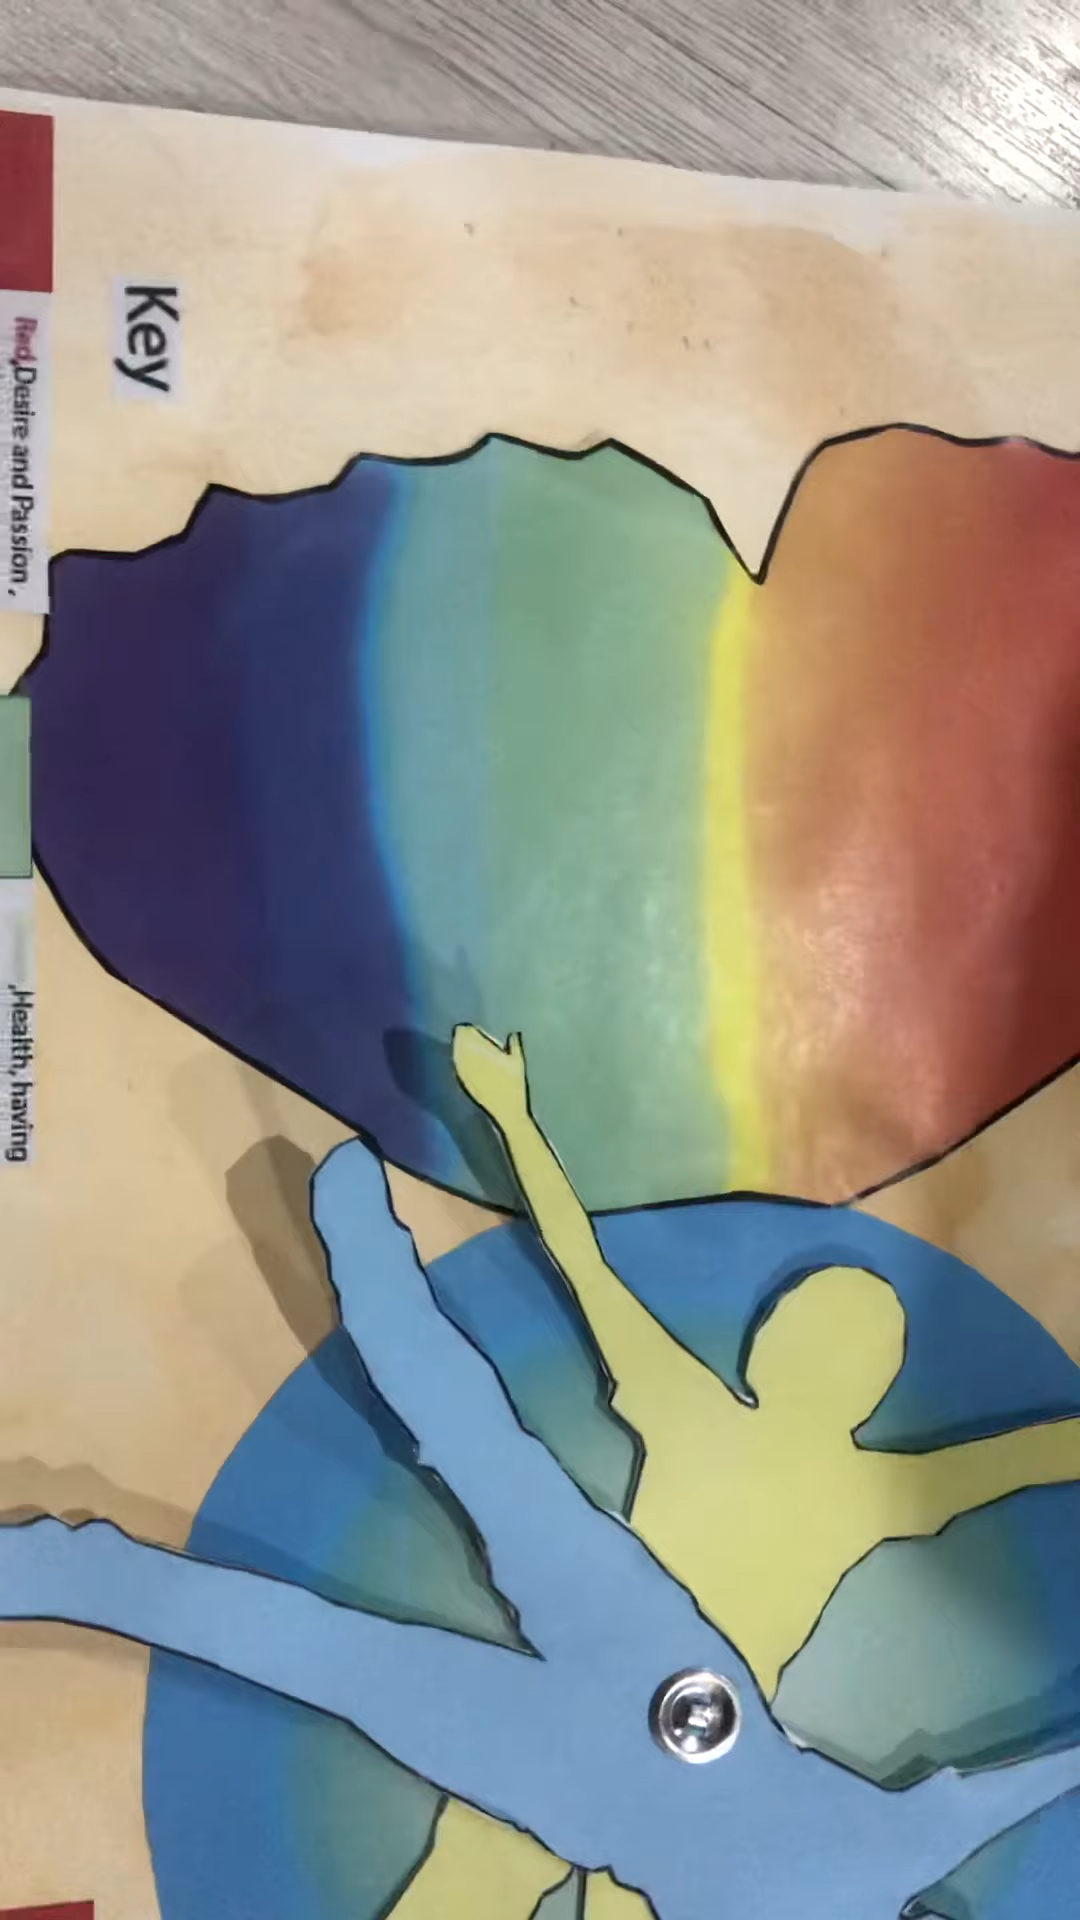 Key
Red,Desire and Passion,
,Health, having